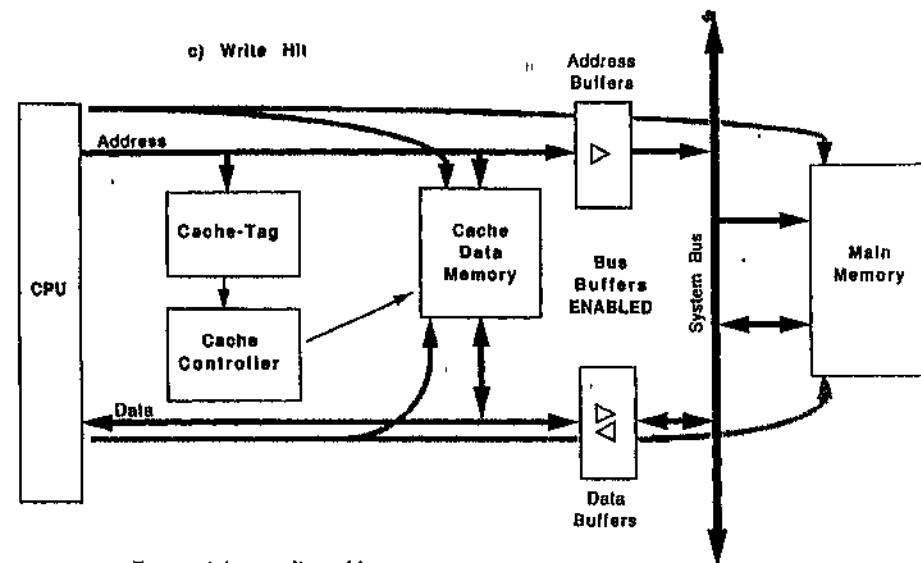 c) Write Hit
Address
Buffers
Address
Cache-Tag
Cache
Data
Memory
Bus
Buffers
ENABLED
System Bus
Main
Memory
CPU
Cache
Controller
Data
Data
Buffers